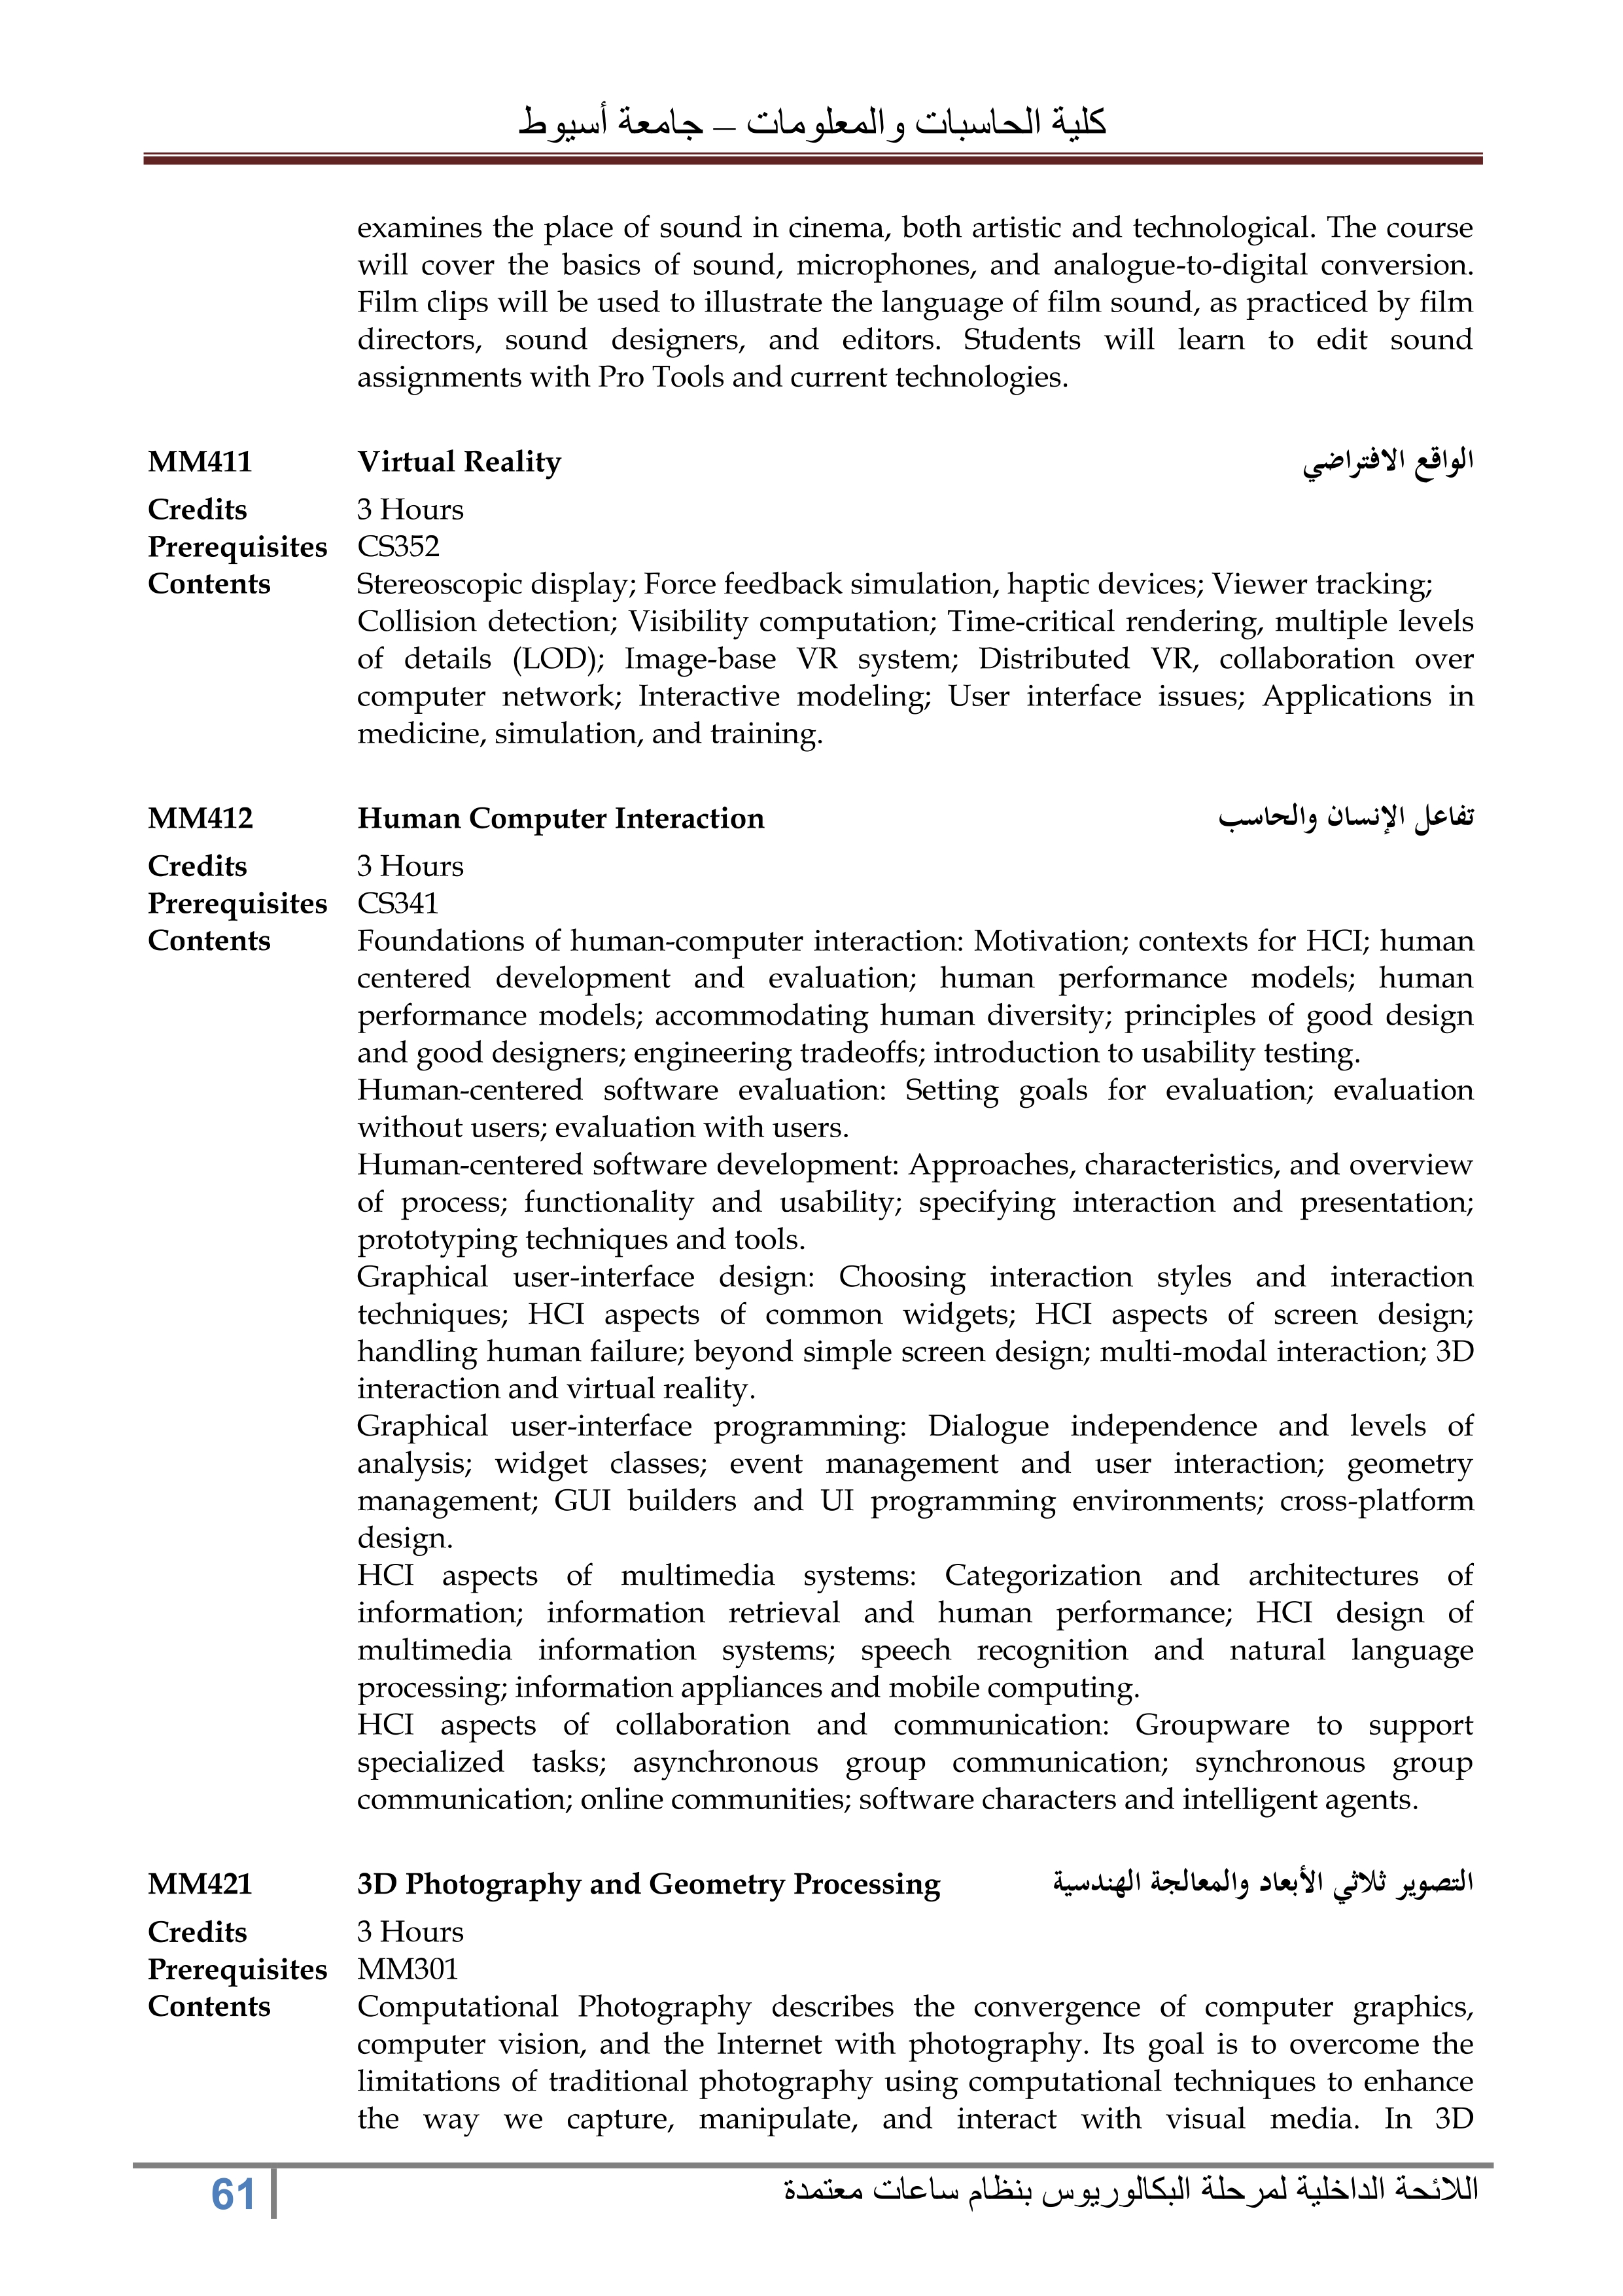 كلية الحاسبات والمعلومات – جامعة أسيوط
examines the place of sound in cinema, both artistic and technological. The course
will cover the basics of sound, microphones, and analogue-to-digital conversion.
Film clips will be used to illustrate the language of film sound, as practiced by film
directors, sound designers, and editors. Students will learn to edit sound
assignments with Pro Tools and current technologies.
MM411 Virtual Reality الواقع الافتراضي
Credits 3 Hours
Prerequisites CS352
Contents Stereoscopic display; Force feedback simulation, haptic devices; Viewer tracking;
Collision detection; Visibility computation; Time-critical rendering, multiple levels
of details (LOD); Image-base VR system; Distributed VR, collaboration over
computer network; Interactive modeling; User interface issues; Applications in
medicine, simulation, and training.
MM412 Human Computer Interaction تفاعل الإنسان والحاسب
Credits 3 Hours
Prerequisites CS341
Contents Foundations of human-computer interaction: Motivation; contexts for HCI; human
centered development and evaluation; human performance models; human
performance models; accommodating human diversity; principles of good design
and good designers; engineering tradeoffs; introduction to usability testing.
Human-centered software evaluation: Setting goals for evaluation; evaluation
without users; evaluation with users.
Human-centered software development: Approaches, characteristics, and overview
of process; functionality and usability; specifying interaction and presentation;
prototyping techniques and tools.
Graphical user-interface design: Choosing interaction styles and interaction
techniques; HCI aspects of common widgets; HCI aspects of screen design;
handling human failure; beyond simple screen design; multi-modal interaction; 3D
interaction and virtual reality.
Graphical user-interface programming: Dialogue independence and levels of
analysis; widget classes; event management and user interaction; geometry
management; GUI builders and UI programming environments; cross-platform
design.
HCI aspects of multimedia systems: Categorization and architectures of
information; information retrieval and human performance; HCI design of
multimedia information systems; speech recognition and natural language
processing; information appliances and mobile computing.
HCI aspects of collaboration and communication: Groupware to support
specialized tasks; asynchronous group communication; synchronous group
communication; online communities; software characters and intelligent agents.
MM421 3D Photography and Geometry Processing التصوير ثلاثي الأبعاد والمعالجة الهندسية
Credits 3 Hours
Prerequisites MM301
Contents Computational Photography describes the convergence of computer graphics,
computer vision, and the Internet with photography. Its goal is to overcome the
limitations of traditional photography using computational techniques to enhance
the way we capture, manipulate, and interact with visual media. In 3D
61 اللائحة الداخلية لمرحلة البكالوريوس بنظام ساعات معتمدة